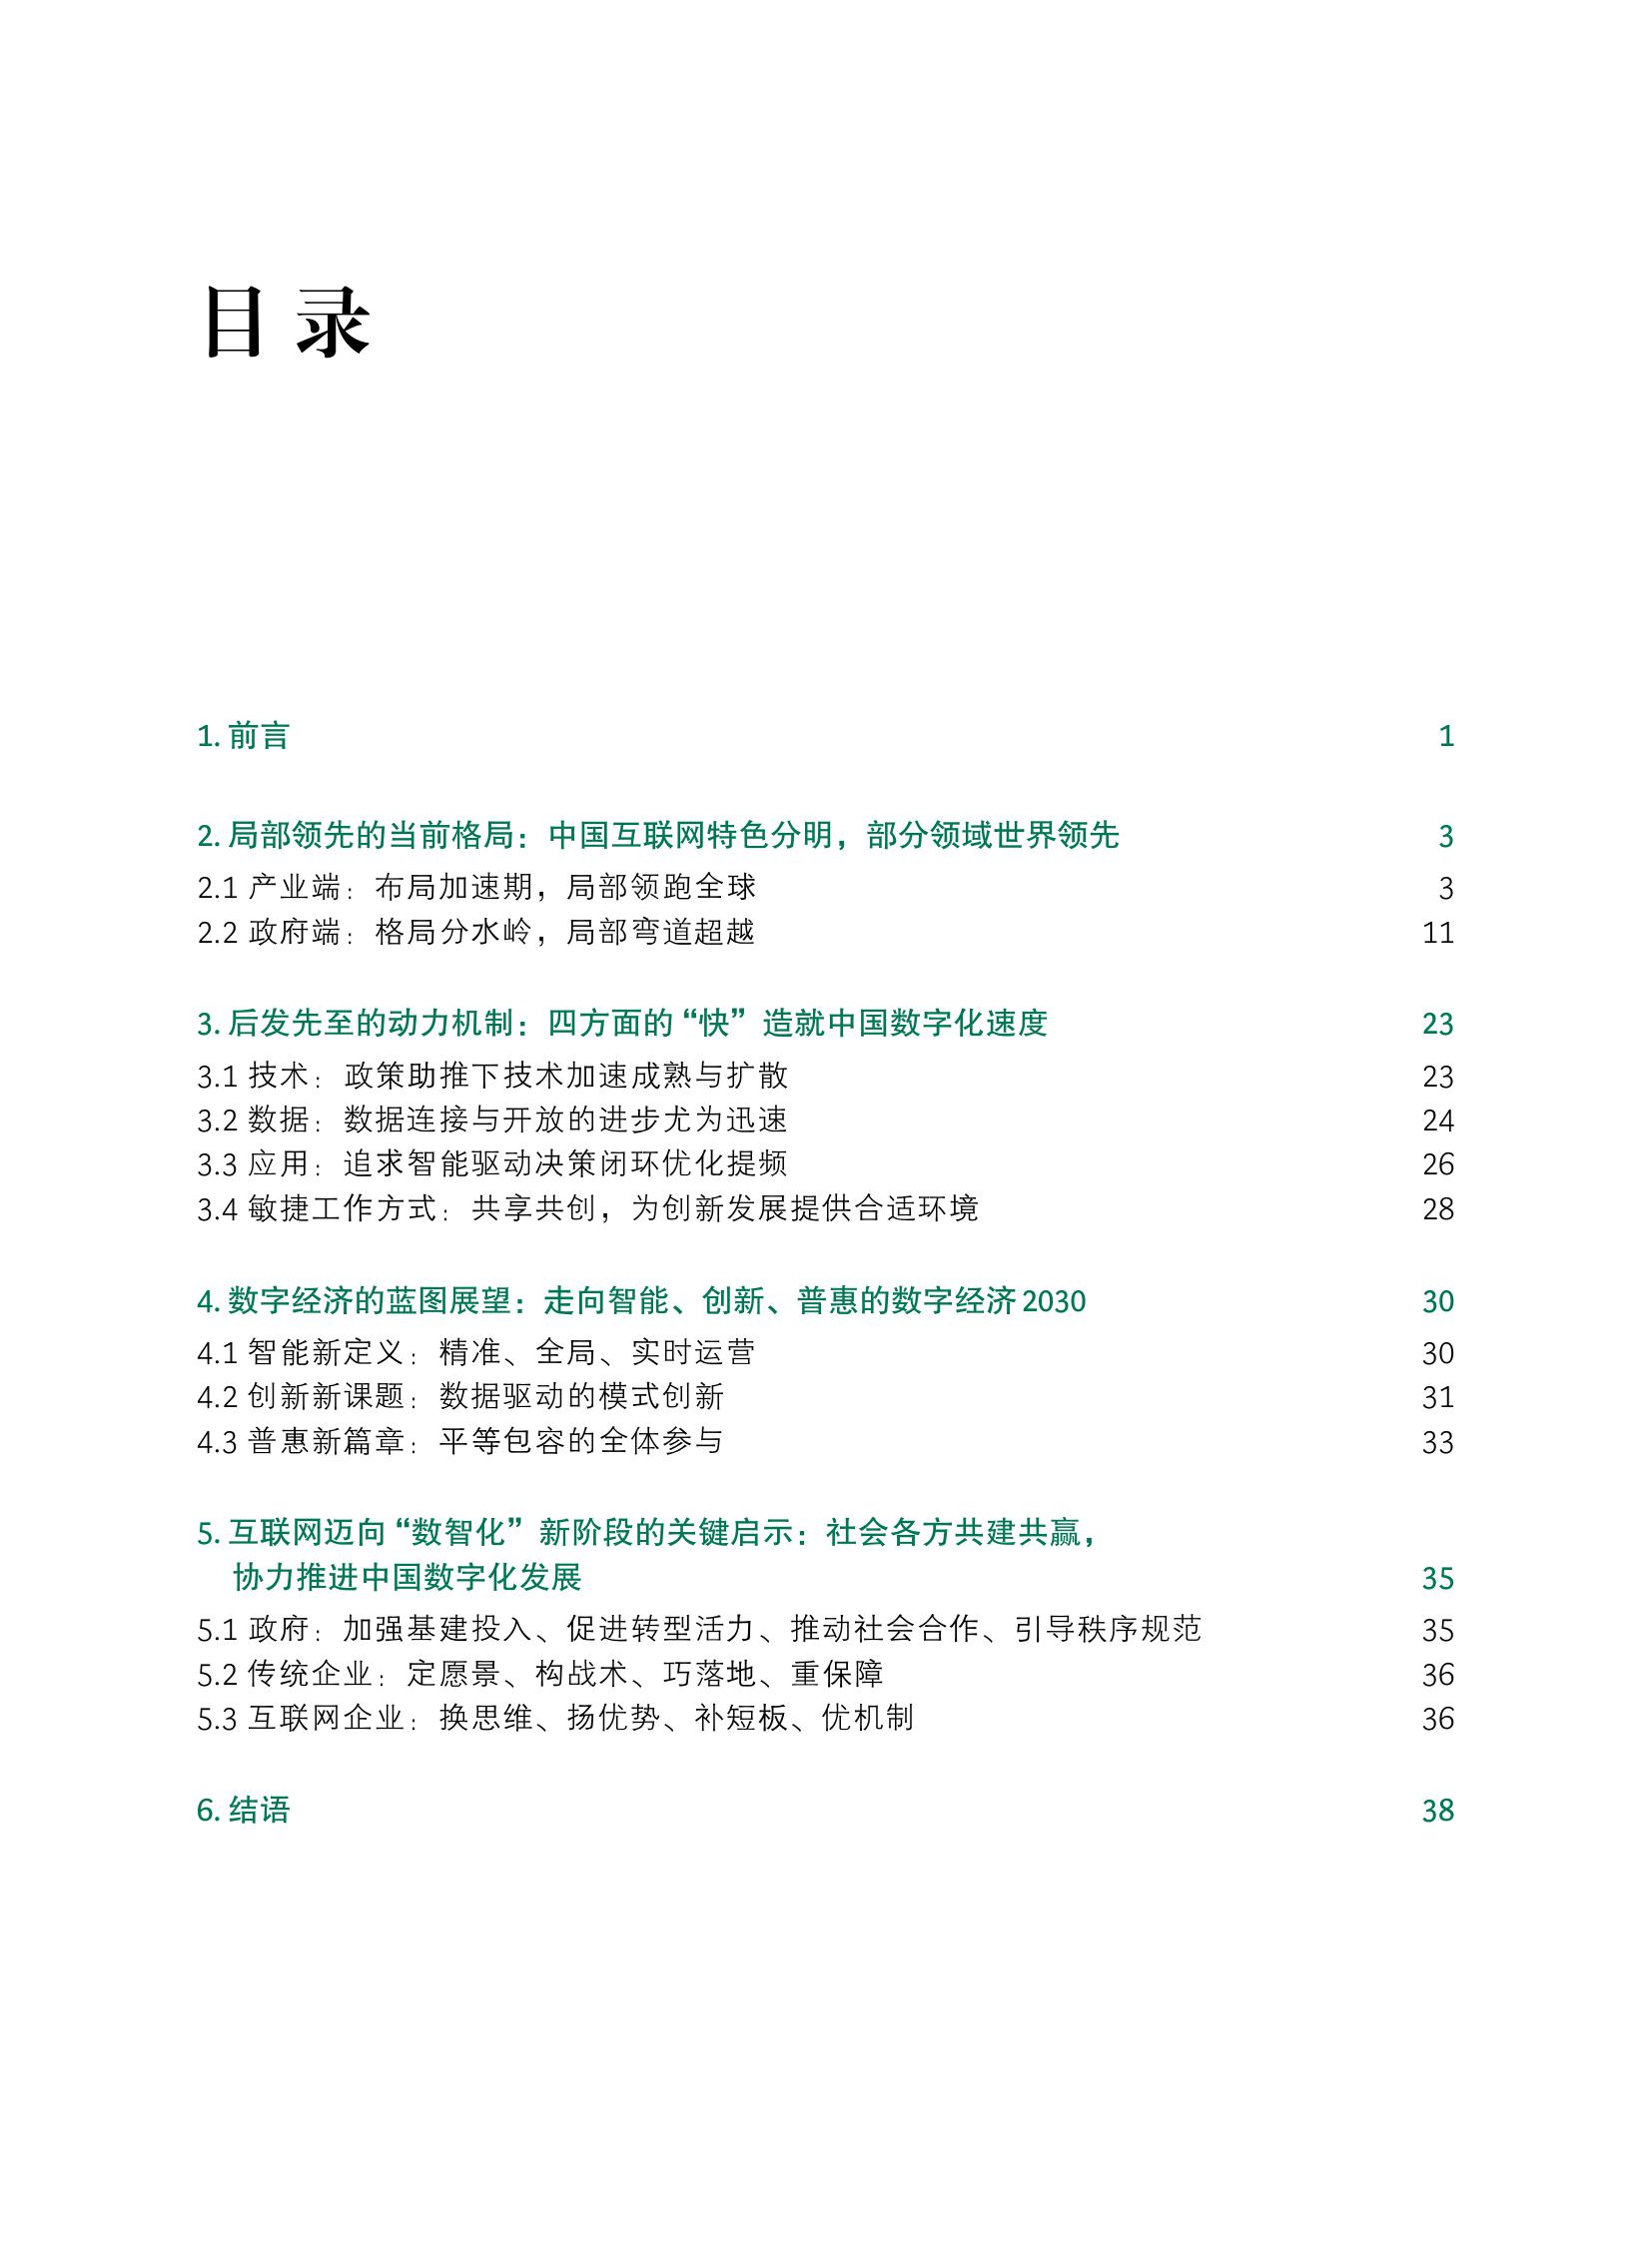 目录
1. 前言 1
2. 局部领先的当前格局：中国互联网特色分明，部分领域世界领先 3
2.1 产业端：布局加速期，局部领跑全球 3
2.2 政府端：格局分水岭，局部弯道超越 11
3. 后发先至的动力机制：四方面的“快”造就中国数字化速度 23
3.1 技术：政策助推下技术加速成熟与扩散 23
3.2 数据：数据连接与开放的进步尤为迅速 24
3.3 应用：追求智能驱动决策闭环优化提频 26
3.4 敏捷工作方式：共享共创，为创新发展提供合适环境 28
4. 数字经济的蓝图展望：走向智能、创新、普惠的数字经济2030 30
4.1 智能新定义：精准、全局、实时运营 30
4.2 创新新课题：数据驱动的模式创新 31
4.3 普惠新篇章：平等包容的全体参与 33
5. 互联网迈向“数智化”新阶段的关键启示：社会各方共建共赢，
协力推进中国数字化发展 35
5.1 政府：加强基建投入、促进转型活力、推动社会合作、引导秩序规范 35
5.2 传统企业：定愿景、构战术、巧落地、重保障 36
5.3 互联网企业：换思维、扬优势、补短板、优机制 36
6. 结语 38